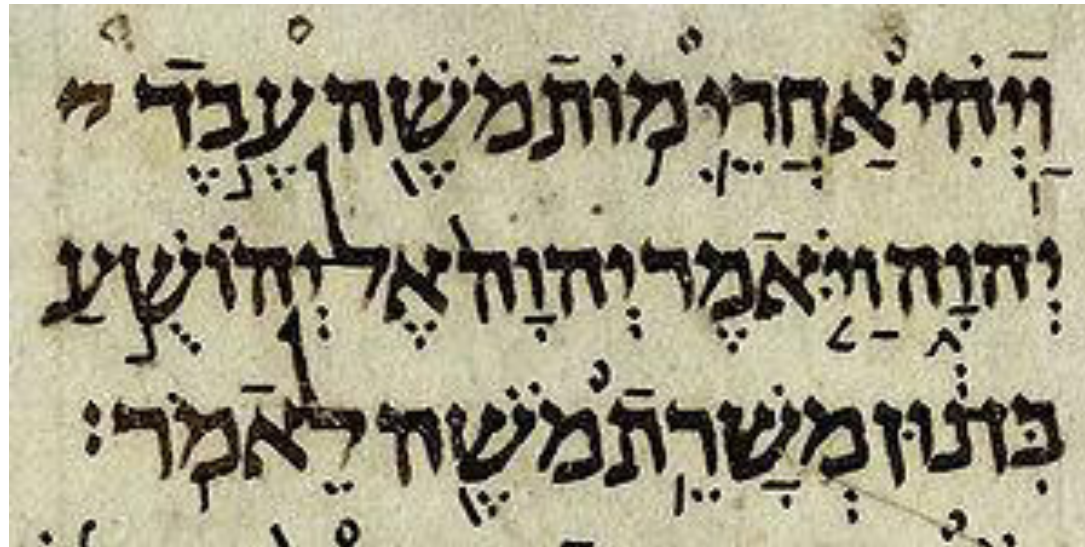 וַיְהִי אַחֲרֵי מוֹת מֹשֶׁה עֶבֶד י
יְהוָה וַיֹּאמֶר יְהוָה אֶל יְהוֹשֻׁעַ
בִּן נוּן מְשָׁרֵת מֹשֶׁה לֵאמֹר׃